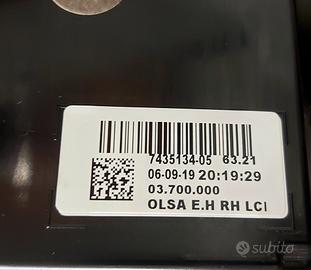 7435134-05 63.21
06-09-19 20:19:29
03.700.000
OLSA E.H RH LCI
subito